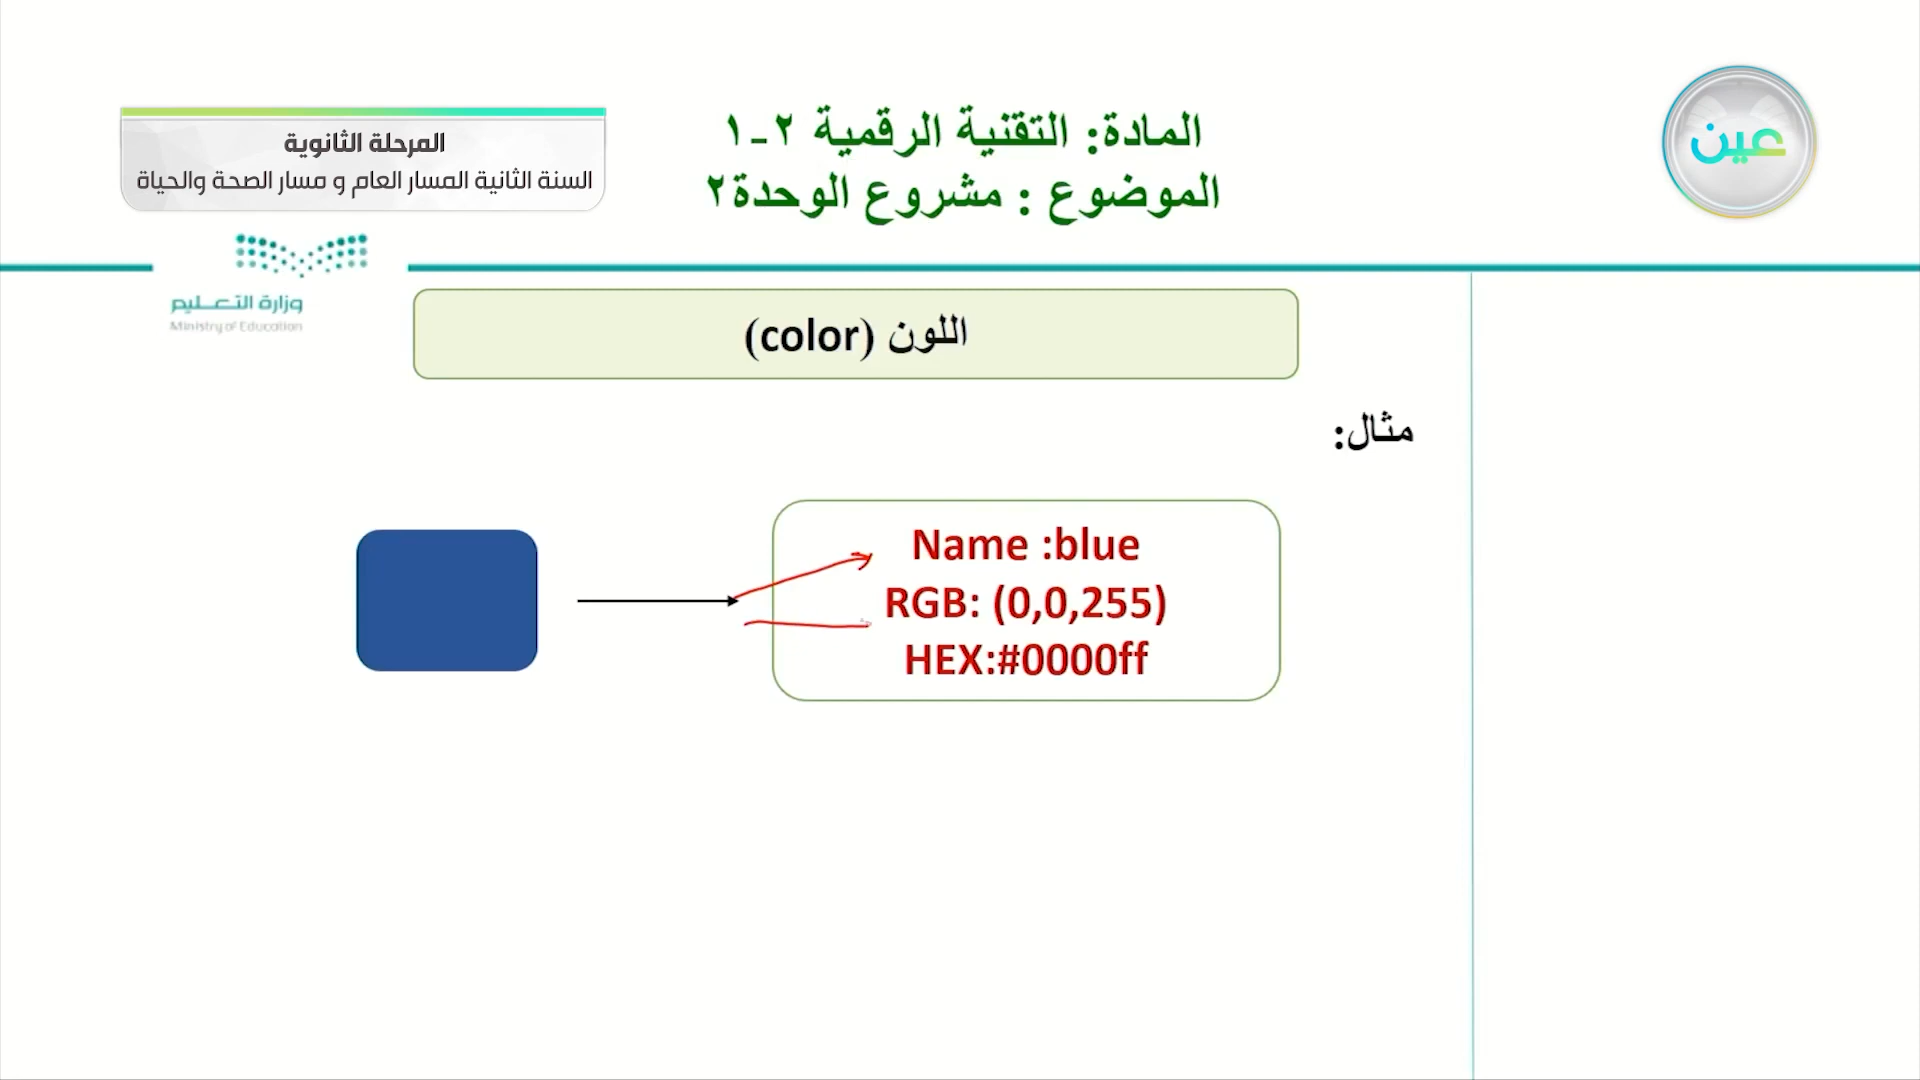 المرحلة الثانوية
السنة الثانية المسار العام و مسار الصحة والحياة
المادة: التقنية الرقمية ٢-١
الموضوع : مشروع الوحدة٢
عين
وزارة التعليم
Ministry of Education
اللون (color)
مثال:
Name :blue
RGB: (0,0,255)
HEX:#0000ff